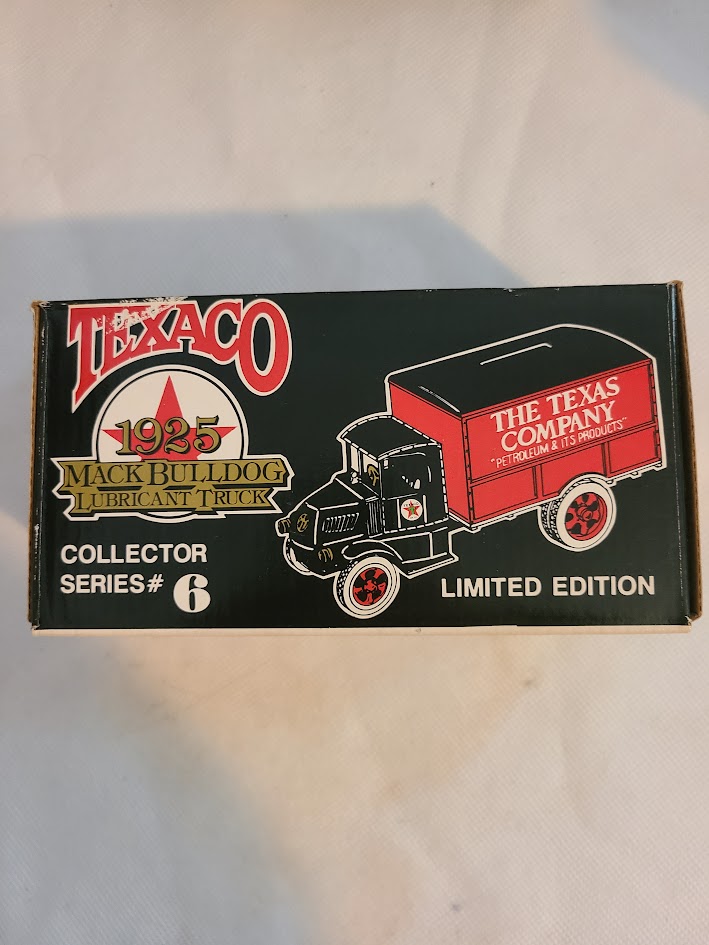 TEXACO
1925
MACK BULLDOG
LUBRICANT TRUCK
COLLECTOR
SERIES# 6
THE TEXAS
COMPANY
"PETROLEUM & ITS PRODUCTS"
LIMITED EDITION